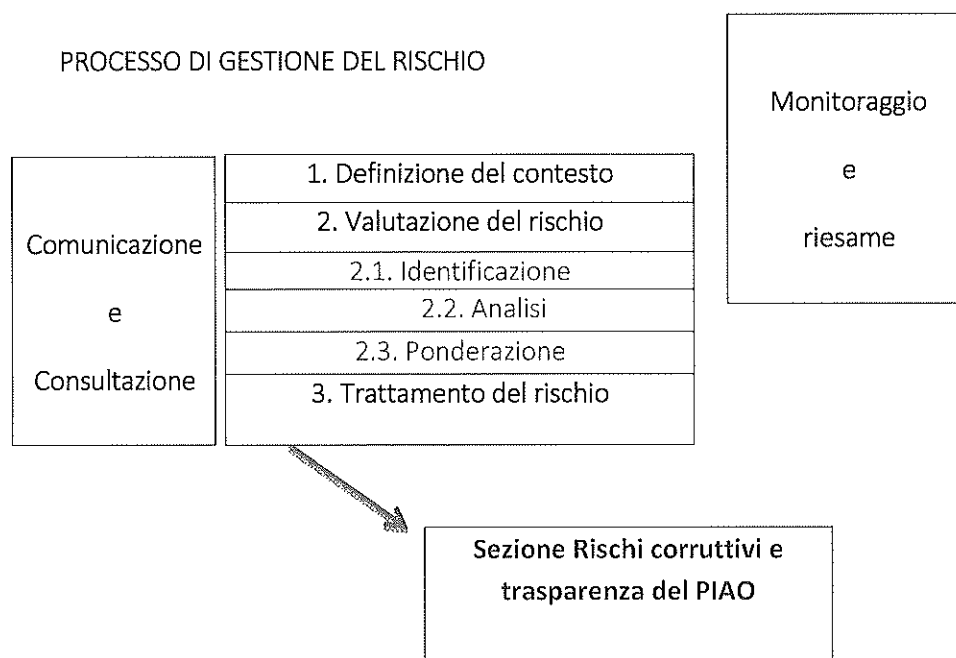 PROCESSO DI GESTIONE DEL RISCHIO
Comunicazione
e
Consultazione
1. Definizione del contesto
2. Valutazione del rischio
2.1. Identificazione
2.2. Analisi
2.3. Ponderazione
3. Trattamento del rischio
Monitoraggio
e
riesame
Sezione Rischi corruttivi e
trasparenza del PIAO